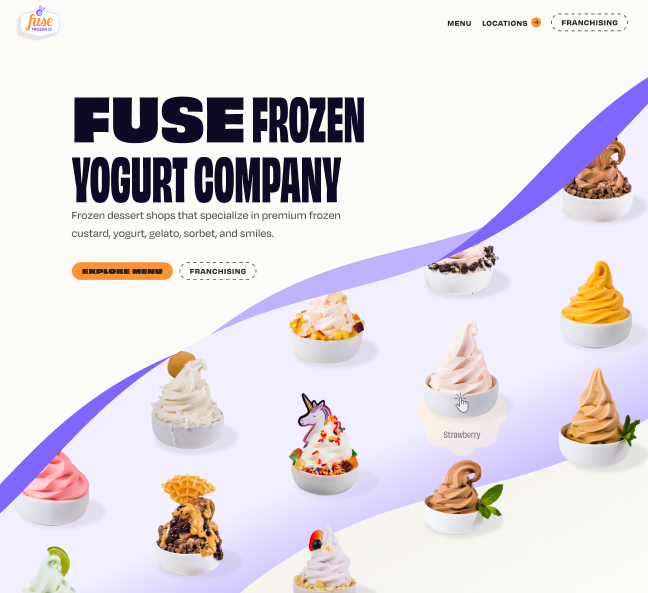 fuse
FROZEN CO
MENU LOCATIONS FRANCHISING
FUSE FROZEN
YOGURT COMPANY
Frozen dessert shops that specialize in premium frozen
custard, yogurt, gelato, sorbet, and smiles.
EXPLORE MENU FRANCHISING
Strawberry